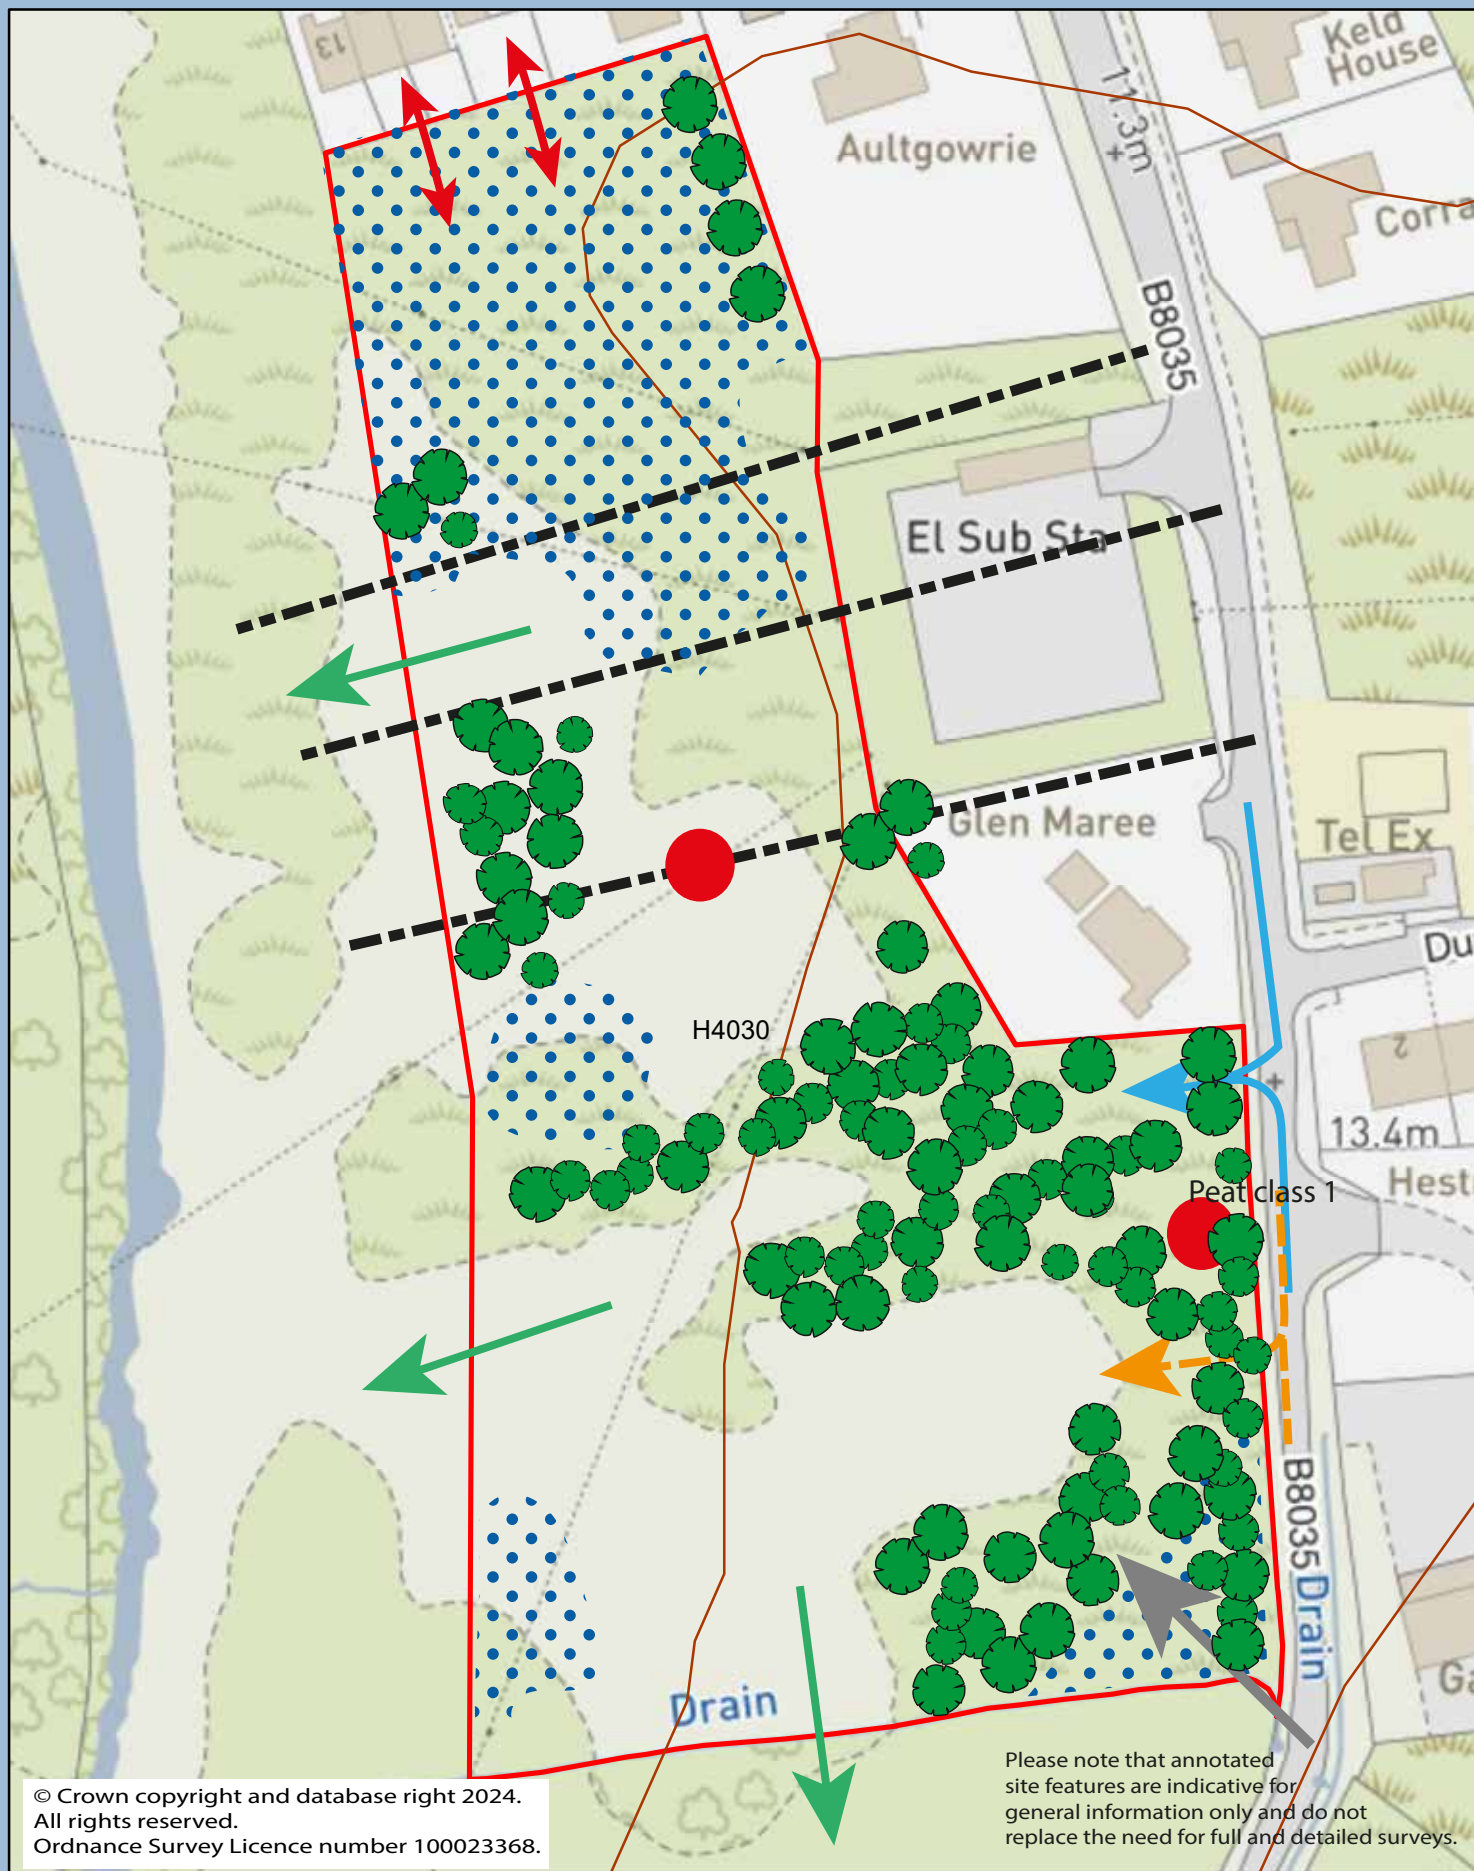 13
Keld
House
11.3m
Aultgowrie
Corra
B8035
El Sub Sta
Glen Maree
Tel Ex
Du
H4030
2
13.4m
Peat class 1
Hest
B8035
Drain
Ga
Drain
Please note that annotated
site features are indicative for
general information only and do not
replace the need for full and detailed surveys.
© Crown copyright and database right 2024.
All rights reserved.
Ordnance Survey Licence number 100023368.